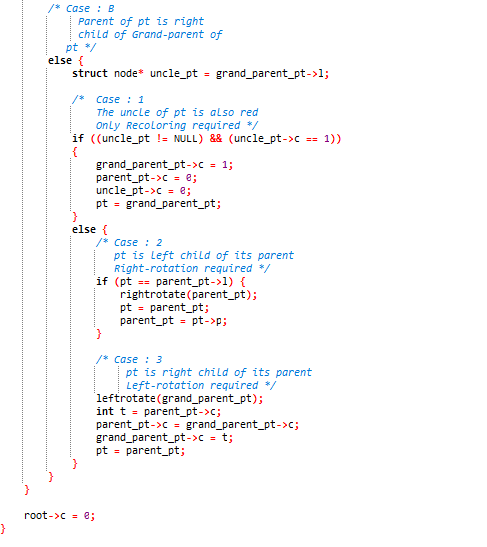 /* Case : B
Parent of pt is right
child of Grand-parent of
pt */
else {
struct node* uncle_pt = grand_parent_pt->l;
/* Case : 1
The uncle of pt is also red
Only Recoloring required */
if ((uncle_pt != NULL) && (uncle_pt->c == 1))
{
grand_parent_pt->c = 1;
parent_pt->c = 0;
uncle_pt->c = 0;
pt = grand_parent_pt;
}
else {
/* Case : 2
pt is left child of its parent
Right-rotation required */
if (pt == parent_pt->l) {
rightrotate(parent_pt);
pt = parent_pt;
parent_pt = pt->p;
}
/* Case : 3
pt is right child of its parent
Left-rotation required */
leftrotate(grand_parent_pt);
int t = parent_pt->c;
parent_pt->c = grand_parent_pt->c;
grand_parent_pt->c = t;
pt = parent_pt;
}
}
}
root->c = 0;
}